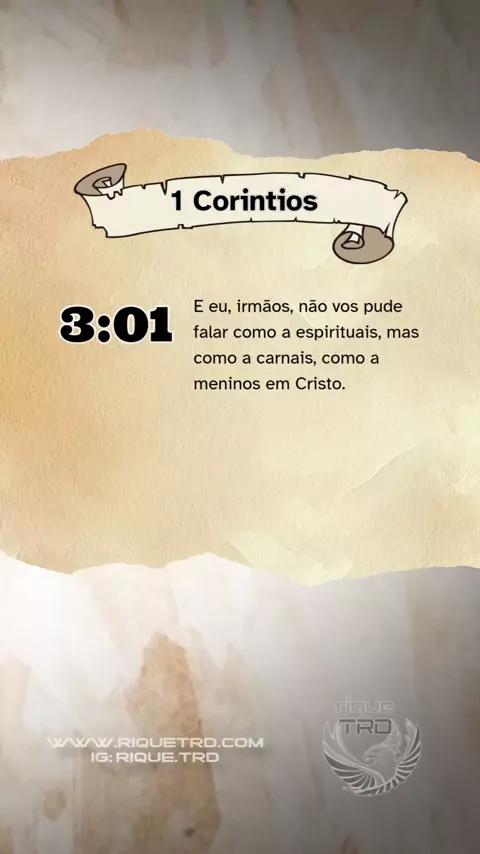 1 Corintios
3:01
E eu, irmãos, não vos pude
falar como a espirituais, mas
como a carnais, como a
meninos em Cristo.
rique
TRD
WWW.RIQUETRD.COM
IG: RIQUE.TRD